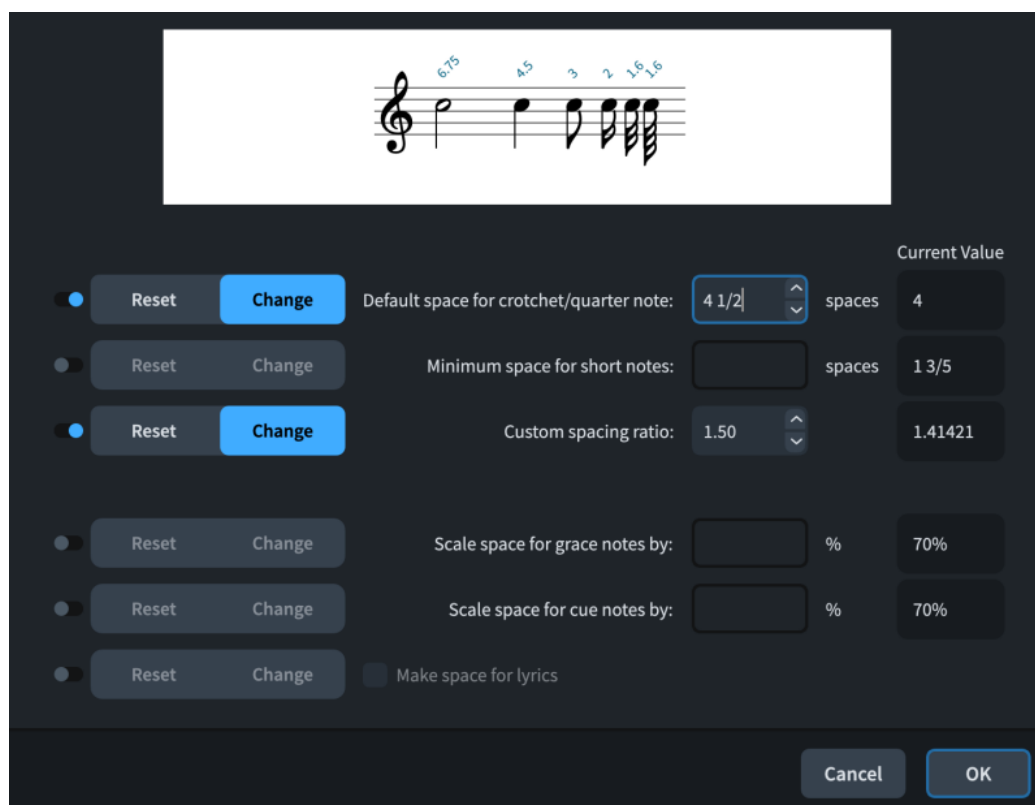 6.75 4.5 3 2 1.6 1.6
Current Value
Reset Change Default space for crotchet/quarter note: 4 1/2 spaces 4
Reset Change Minimum space for short notes: spaces 1 3/5
Reset Change Custom spacing ratio: 1.50 1.41421
Reset Change Scale space for grace notes by: % 70%
Reset Change Scale space for cue notes by: % 70%
Reset Change Make space for lyrics
Cancel OK